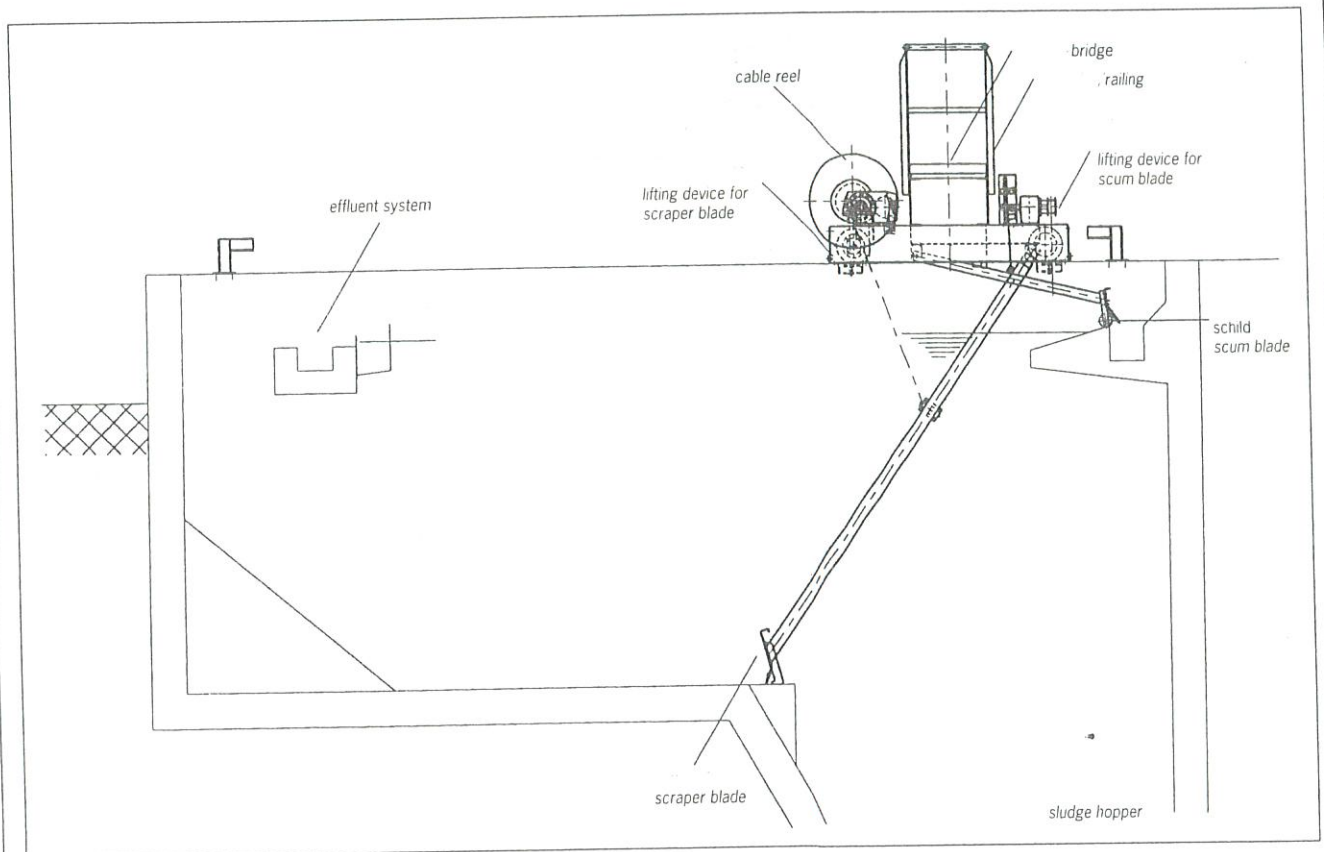 bridge
railing
cable reel
lifting device for
scum blade
lifting device for
scraper blade
effluent system
schild
scum blade
scraper blade
sludge hopper